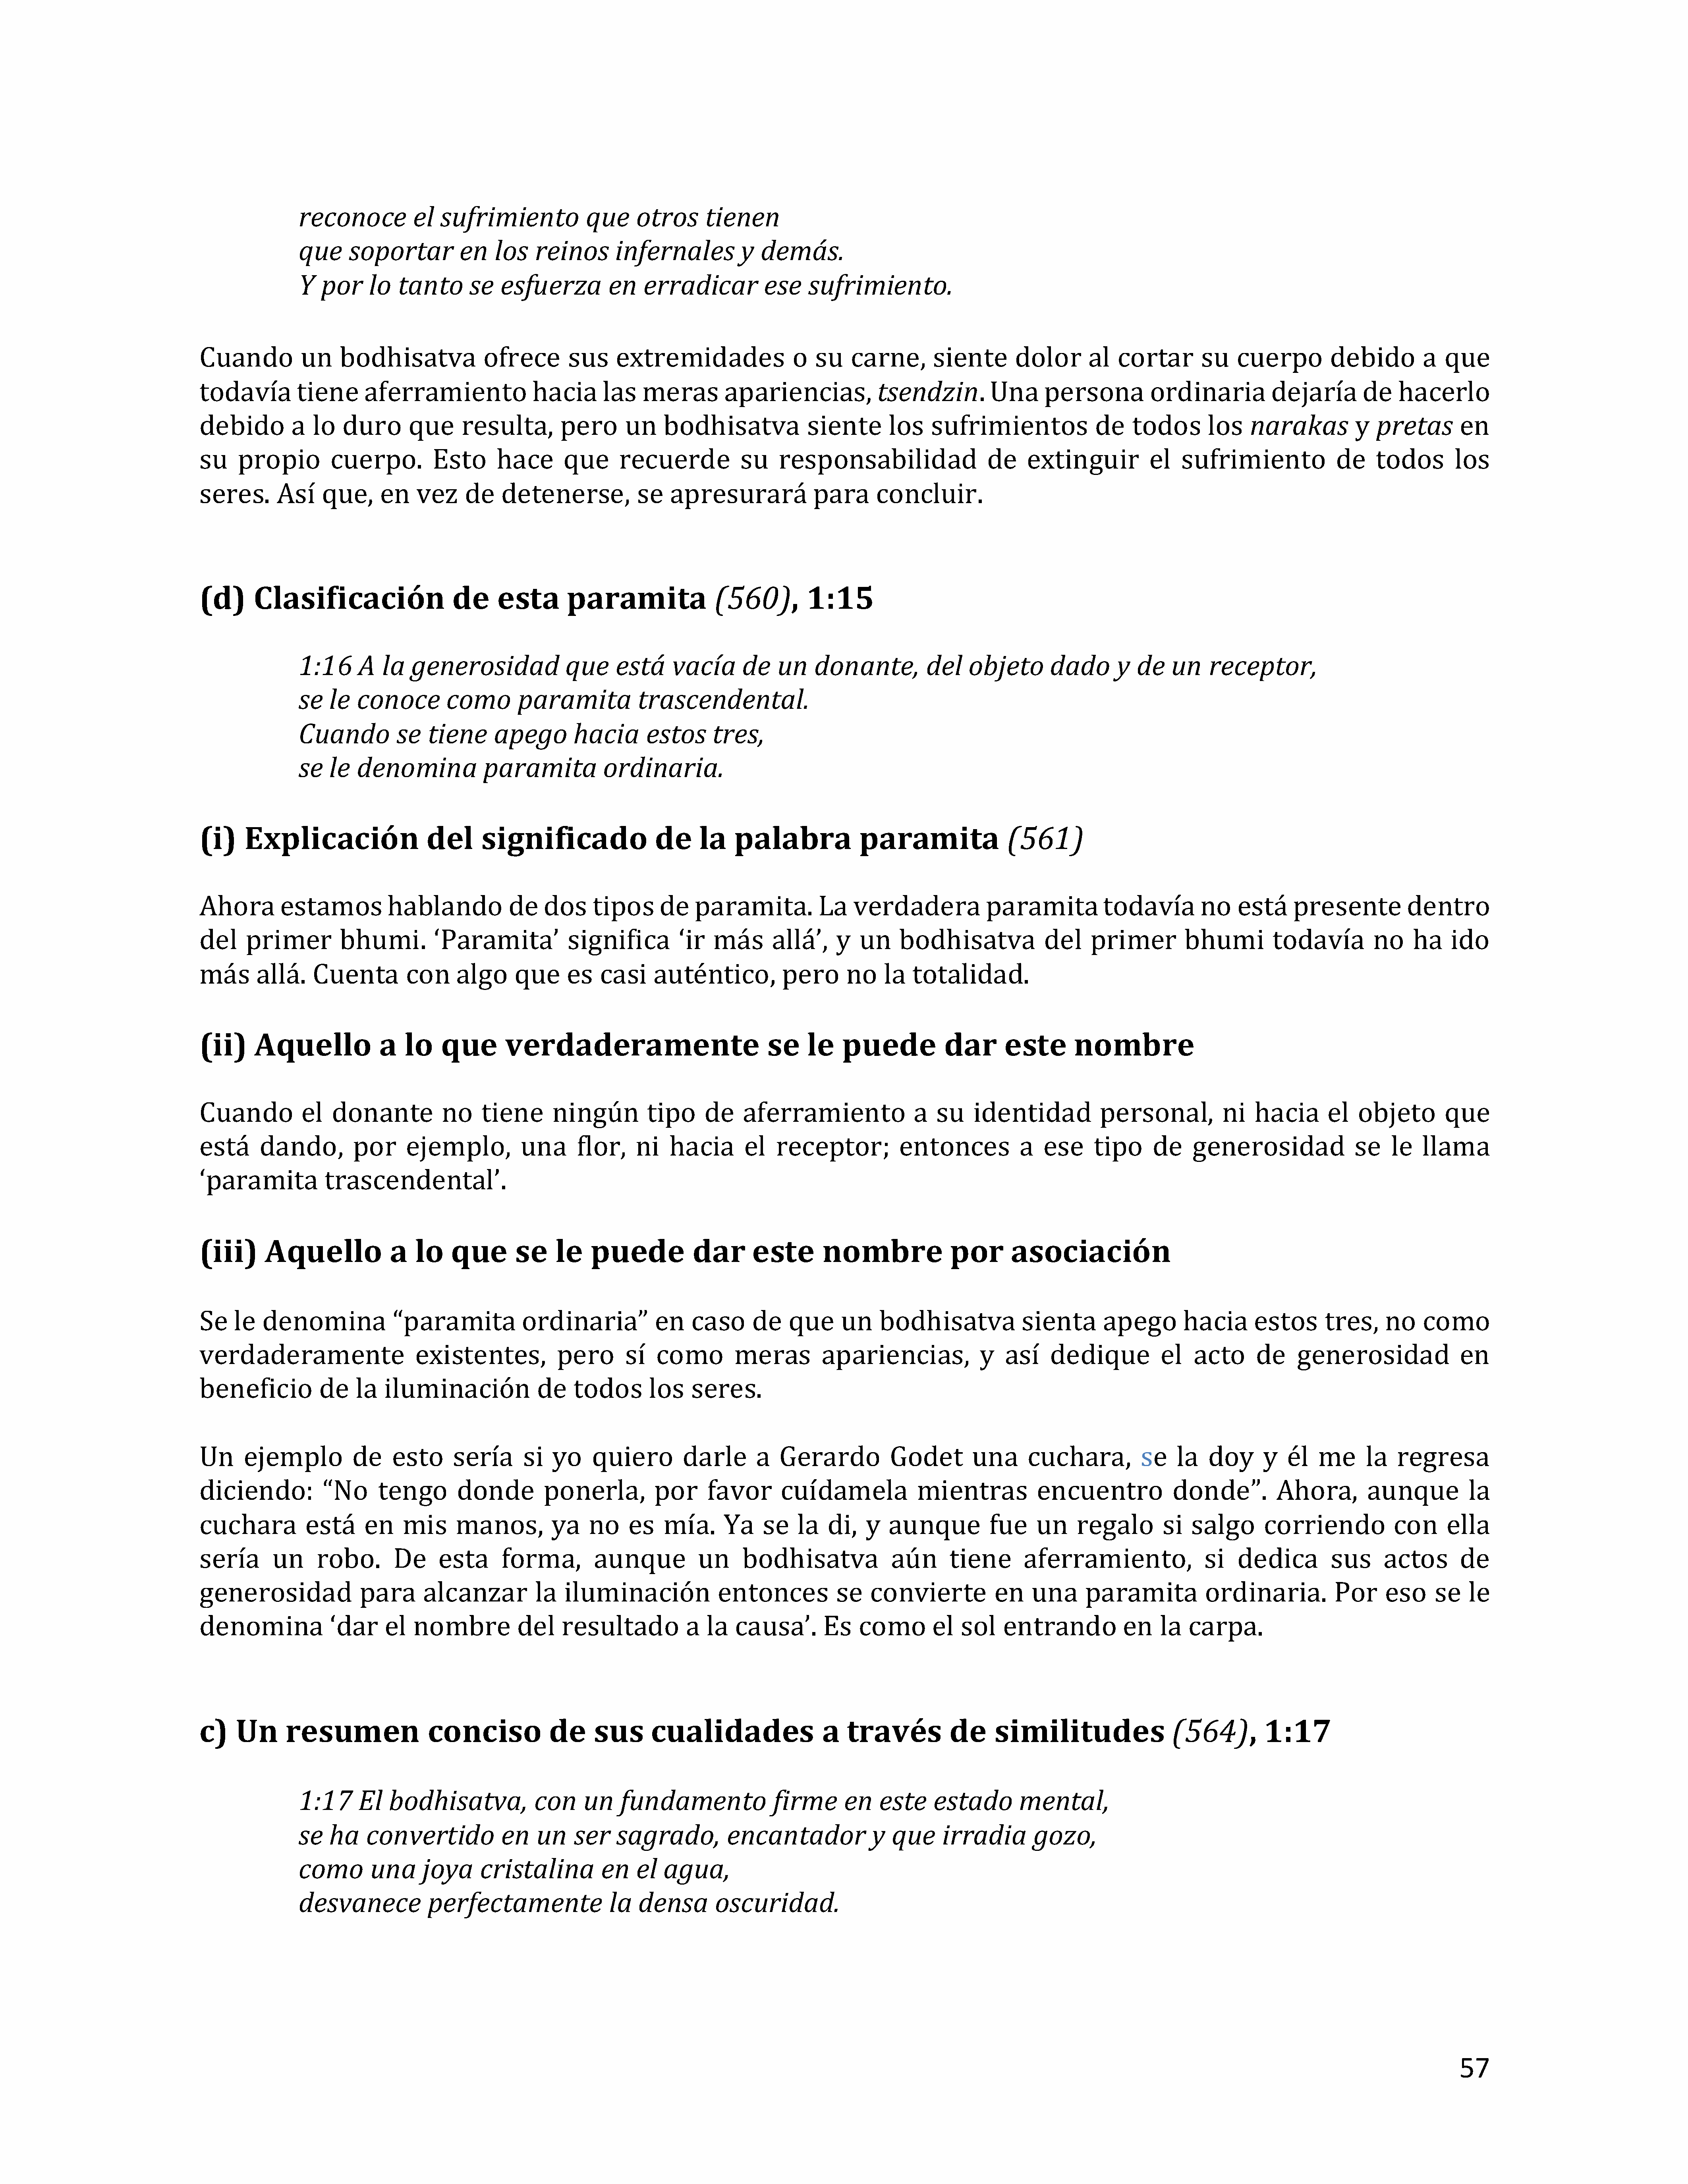 reconoce el sufrimiento que otros tienen
que soportar en los reinos infernales y demás.
Y por lo tanto se esfuerza en erradicar ese sufrimiento.
Cuando un bodhisatva ofrece sus extremidades o su carne, siente dolor al cortar su cuerpo debido a que
todavía tiene aferramiento hacia las meras apariencias, tsendzin. Una persona ordinaria dejaría de hacerlo
debido a lo duro que resulta, pero un bodhisatva siente los sufrimientos de todos los narakas y pretas en
su propio cuerpo. Esto hace que recuerde su responsabilidad de extinguir el sufrimiento de todos los
seres. Así que, en vez de detenerse, se apresurará para concluir.
(d) Clasificación de esta paramita (560), 1:15
1:16 A la generosidad que está vacía de un donante, del objeto dado y de un receptor,
se le conoce como paramita trascendental.
Cuando se tiene apego hacia estos tres,
se le denomina paramita ordinaria.
(i) Explicación del significado de la palabra paramita (561)
Ahora estamos hablando de dos tipos de paramita. La verdadera paramita todavía no está presente dentro
del primer bhumi. ‘Paramita’ significa ‘ir más allá’, y un bodhisatva del primer bhumi todavía no ha ido
más allá. Cuenta con algo que es casi auténtico, pero no la totalidad.
(ii) Aquello a lo que verdaderamente se le puede dar este nombre
Cuando el donante no tiene ningún tipo de aferramiento a su identidad personal, ni hacia el objeto que
está dando, por ejemplo, una flor, ni hacia el receptor; entonces a ese tipo de generosidad se le llama
‘paramita trascendental’.
(iii) Aquello a lo que se le puede dar este nombre por asociación
Se le denomina “paramita ordinaria” en caso de que un bodhisatva sienta apego hacia estos tres, no como
verdaderamente existentes, pero sí como meras apariencias, y así dedique el acto de generosidad en
beneficio de la iluminación de todos los seres.
Un ejemplo de esto sería si yo quiero darle a Gerardo Godet una cuchara, se la doy y él me la regresa
diciendo: “No tengo donde ponerla, por favor cuídamela mientras encuentro donde”. Ahora, aunque la
cuchara está en mis manos, ya no es mía. Ya se la di, y aunque fue un regalo si salgo corriendo con ella
sería un robo. De esta forma, aunque un bodhisatva aún tiene aferramiento, si dedica sus actos de
generosidad para alcanzar la iluminación entonces se convierte en una paramita ordinaria. Por eso se le
denomina ‘dar el nombre del resultado a la causa’. Es como el sol entrando en la carpa.
c) Un resumen conciso de sus cualidades a través de similitudes (564), 1:17
1:17 El bodhisatva, con un fundamento firme en este estado mental,
se ha convertido en un ser sagrado, encantador y que irradia gozo,
como una joya cristalina en el agua,
desvanece perfectamente la densa oscuridad.
57